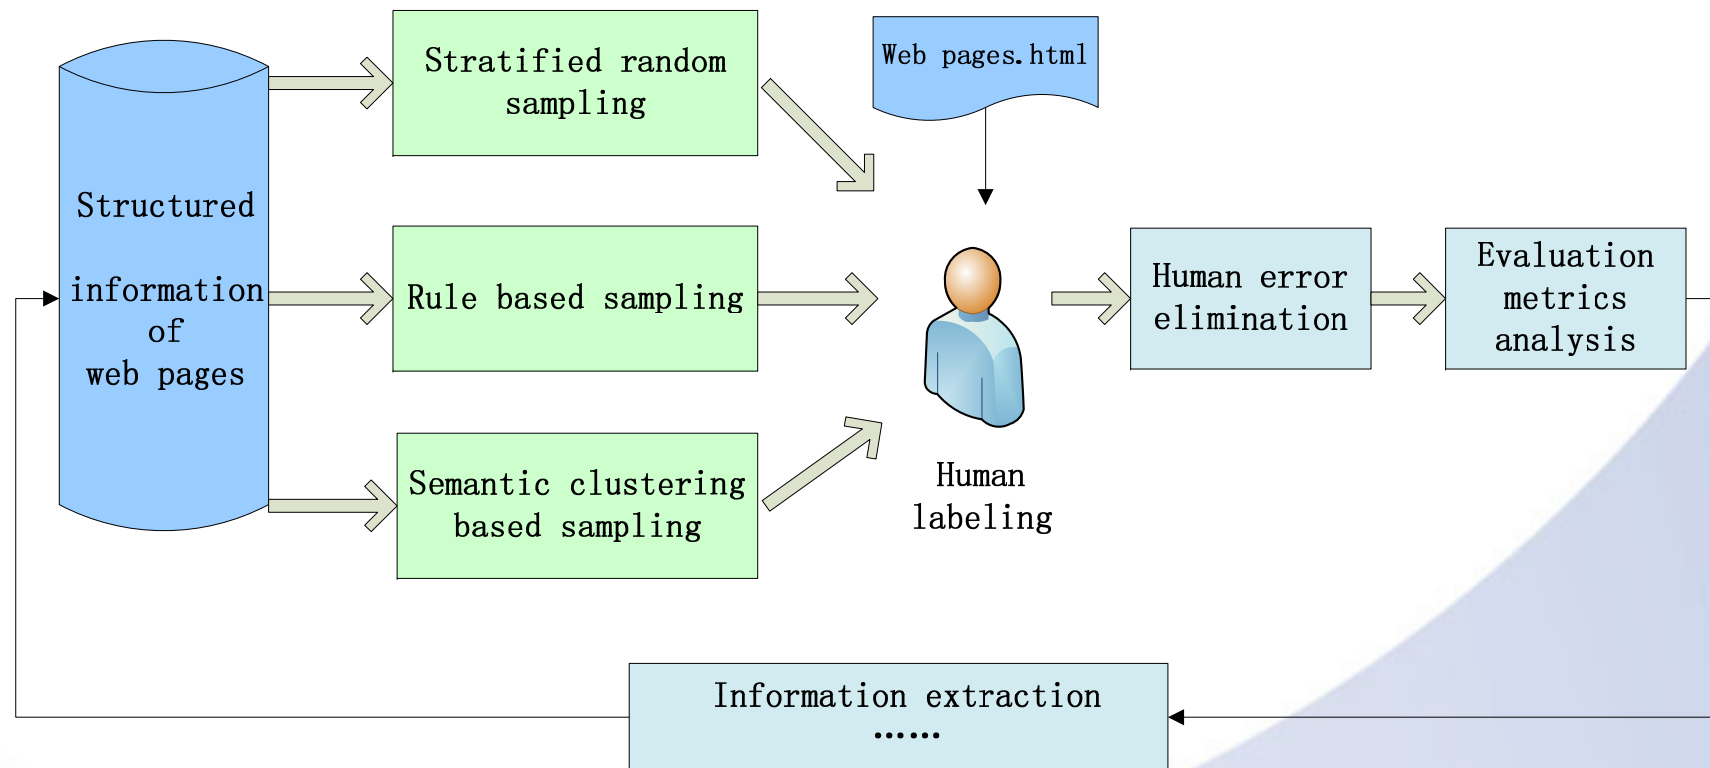 Structured
information
of
web pages
Stratified random
sampling
Rule based sampling
Semantic clustering
based sampling
Web pages.html
Human
labeling
Human error
elimination
Evaluation
metrics
analysis
Information extraction
……